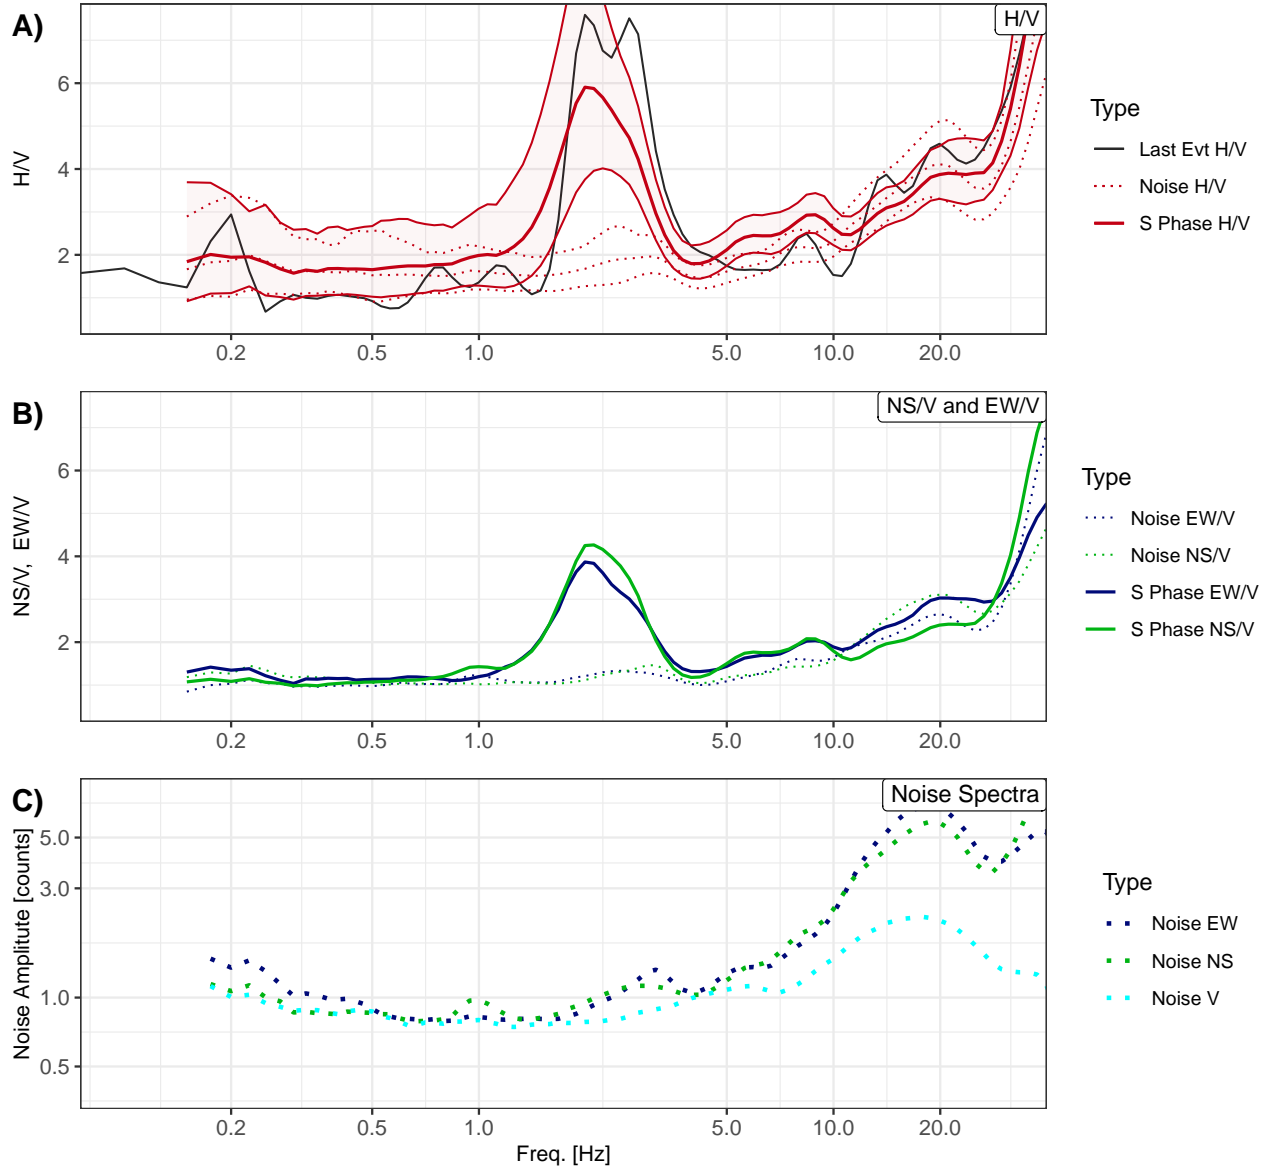 A)
H/V
6
4
2
H/V
0.2 0.5 1.0 5.0 10.0 20.0
Type
Last Evt H/V
Noise H/V
S Phase H/V
B)
NS/V and EW/V
6
4
2
NS/V,  EW/V
0.2 0.5 1.0 5.0 10.0 20.0
Type
Noise EW/V
Noise NS/V
S Phase EW/V
S Phase NS/V
C)
Noise Spectra
5.0
3.0
1.0
0.5
Noise Amplitute [counts]
0.2 0.5 1.0 5.0 10.0 20.0
Freq. [Hz]
Type
Noise EW
Noise NS
Noise V